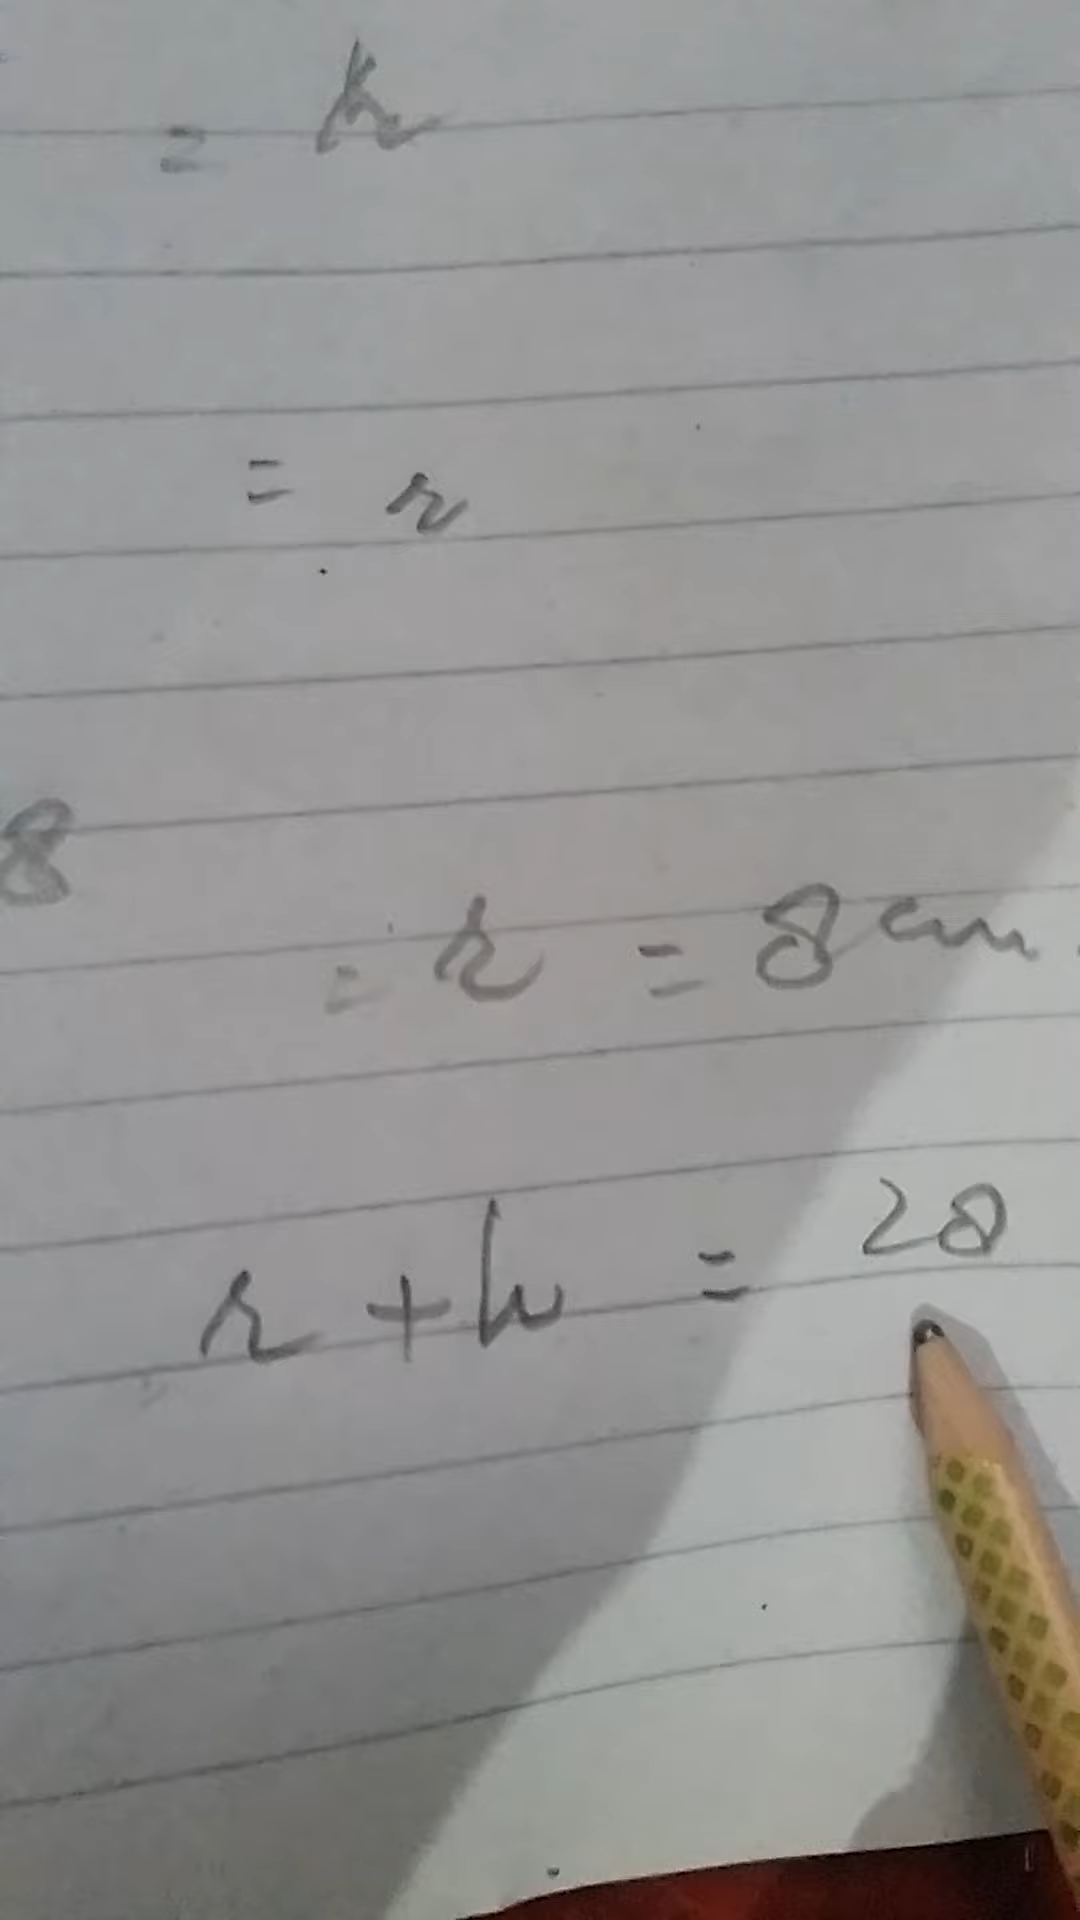 = h
= r
8
= r = 8 cm
r + h = 28